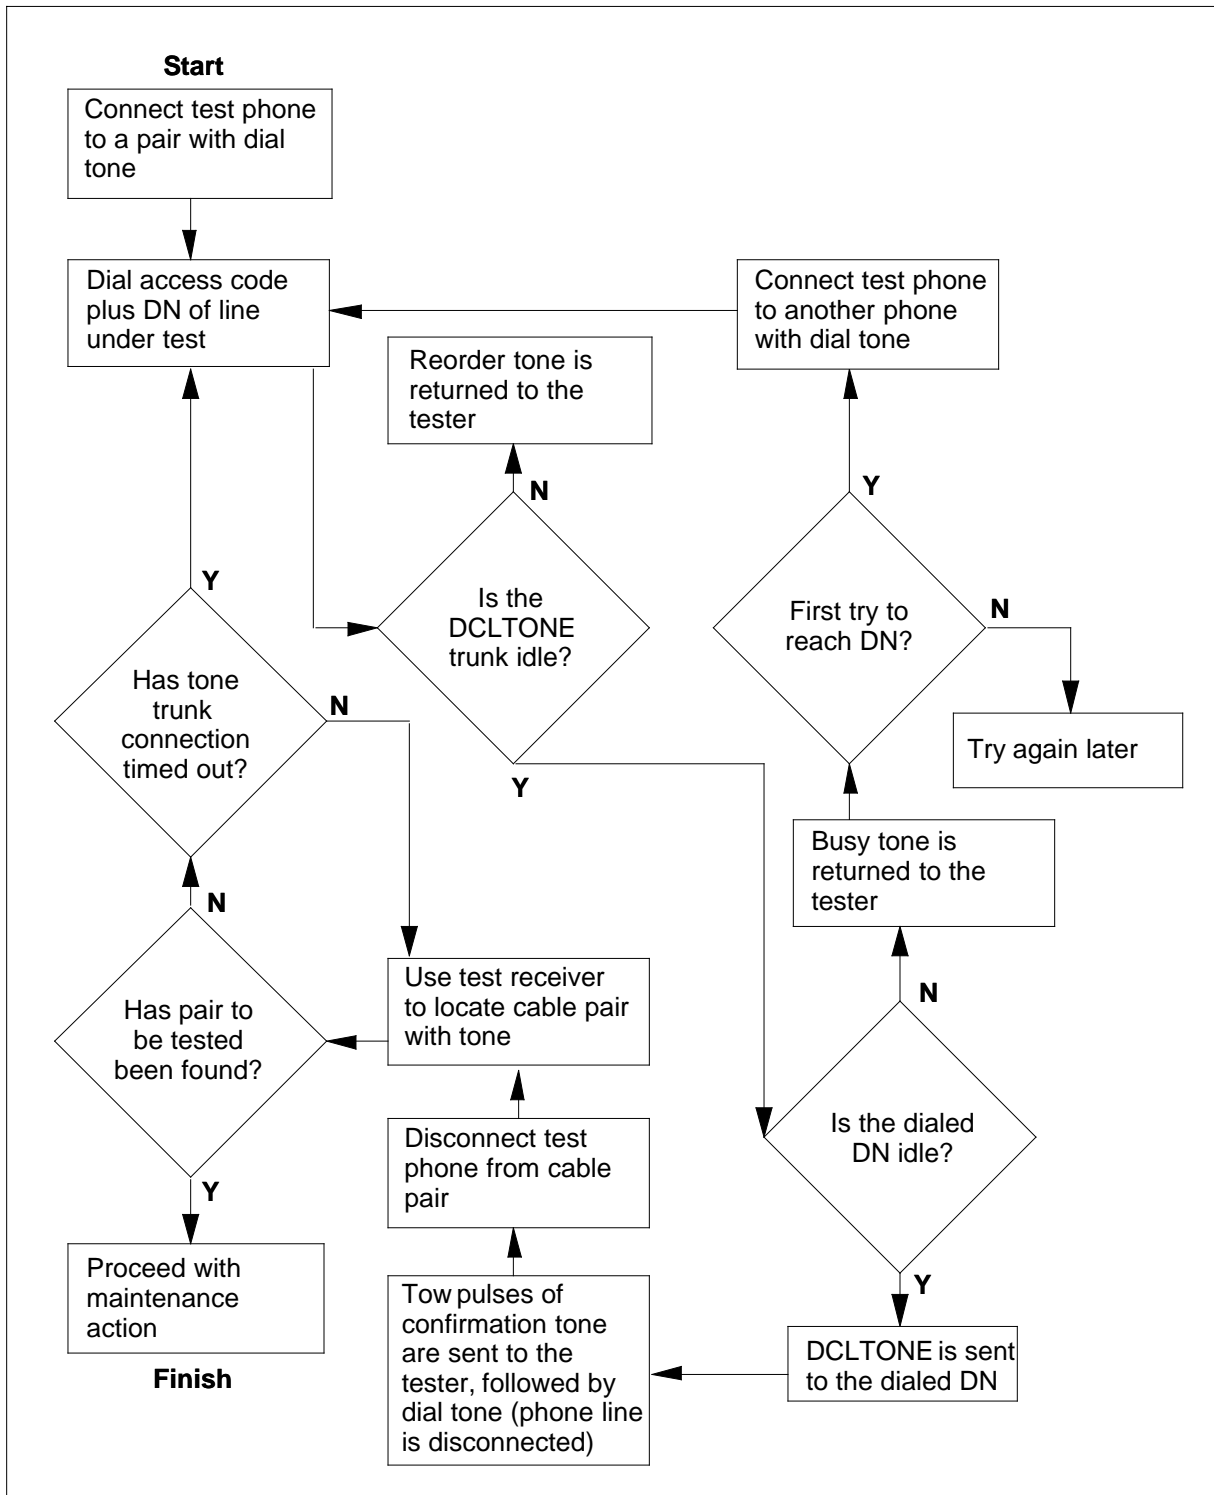 Start
Connect test phone
to a pair with dial
tone
Dial access code
plus DN of line
under test
Connect test phone
to another phone
with dial tone
Reorder tone is
returned to the
tester
N
Y
Y
Is the
DCLTONE
trunk idle?
First try to
reach DN?
N
Has tone
trunk
connection
timed out?
N
Y
Try again later
Busy tone is
returned to the
tester
N
Has pair to
be tested
been found?
Use test receiver
to locate cable pair
with tone
N
Is the dialed
DN idle?
Disconnect test
phone from cable
pair
Y
Y
Proceed with
maintenance
action
Finish
Tow pulses of
confirmation tone
are sent to the
tester, followed by
dial tone (phone line
is disconnected)
DCLTONE is sent
to the dialed DN